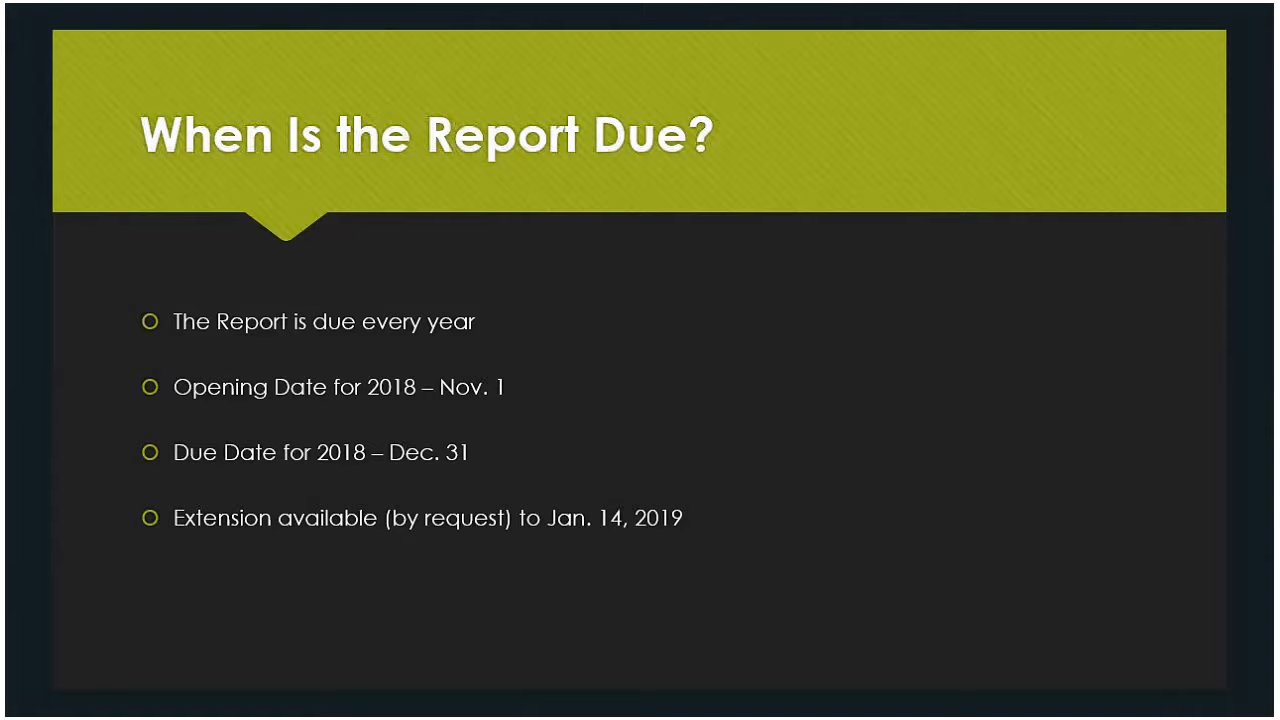 When Is the Report Due?
The Report is due every year
Opening Date for 2018 – Nov. 1
Due Date for 2018 – Dec. 31
Extension available (by request) to Jan. 14, 2019